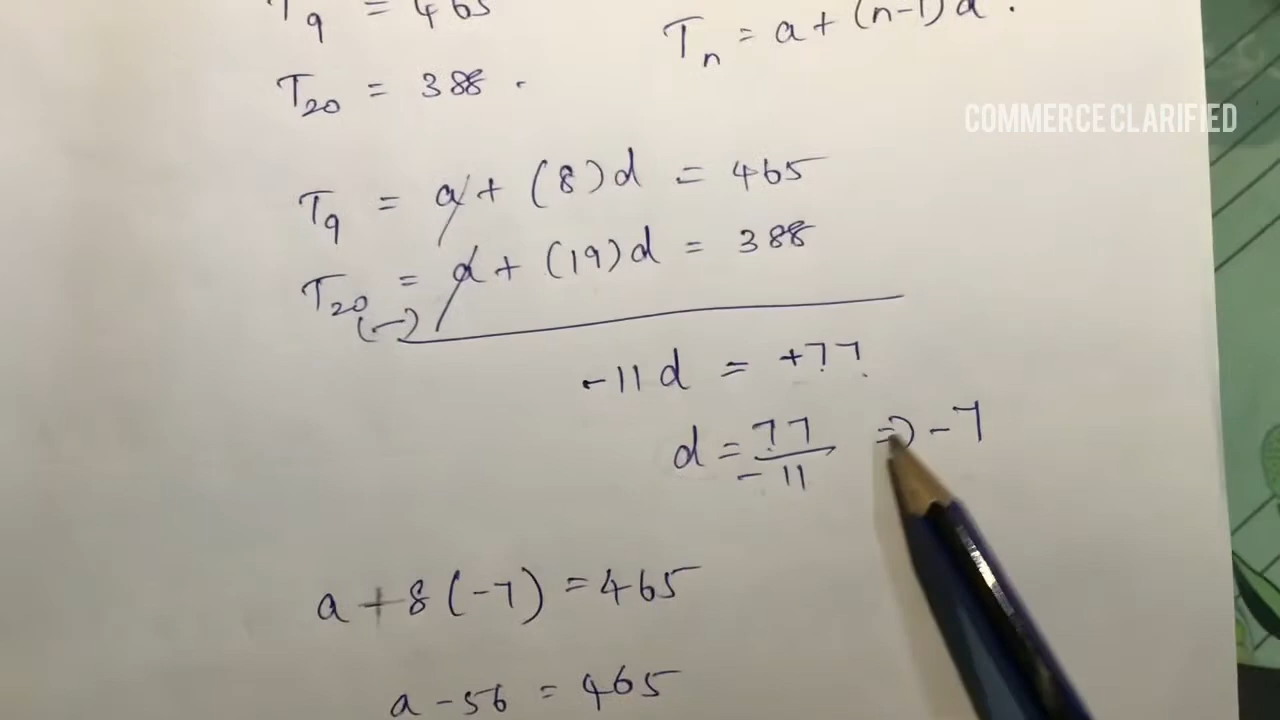 T9 = 465
Tn = a + (n-1)d.
T20 = 388.
COMMERCE CLARIFIED
T9 = a + (8)d = 465
T20 = a + (19)d = 388
(-)
-11d = +77
d = 77/-11 => -7
a + 8(-7) = 465
a - 56 = 465